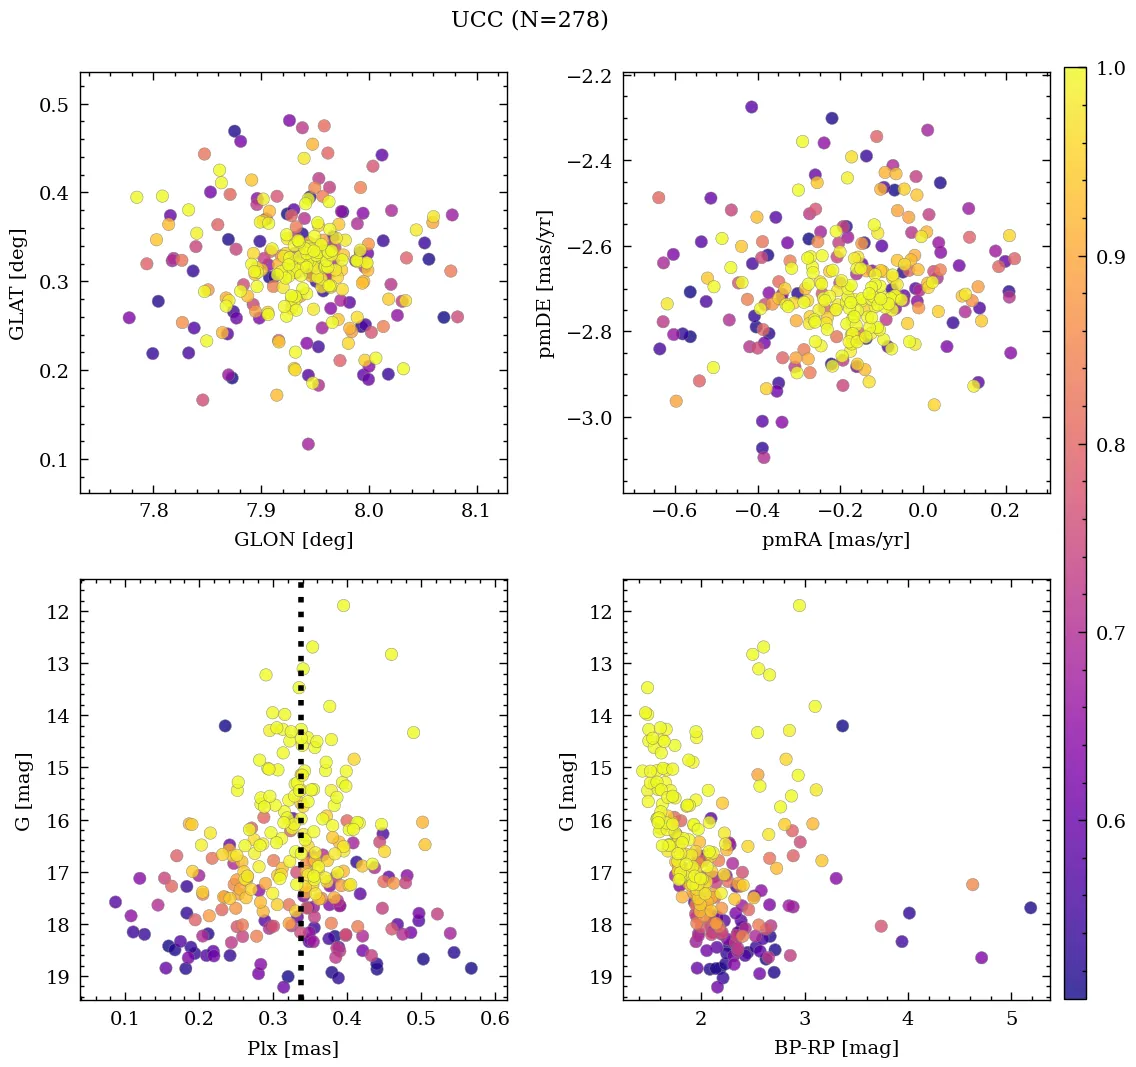 UCC (N=278)
0.5
0.4
0.3
0.2
0.1
GLAT [deg]
7.8 7.9 8.0 8.1
GLON [deg]
−2.2
−2.4
−2.6
−2.8
−3.0
pmDE [mas/yr]
−0.6 −0.4 −0.2 0.0 0.2
pmRA [mas/yr]
1.0
0.9
0.8
0.7
0.6
12
13
14
15
16
17
18
19
G [mag]
0.1 0.2 0.3 0.4 0.5 0.6
Plx [mas]
12
13
14
15
16
17
18
19
G [mag]
2 3 4 5
BP-RP [mag]